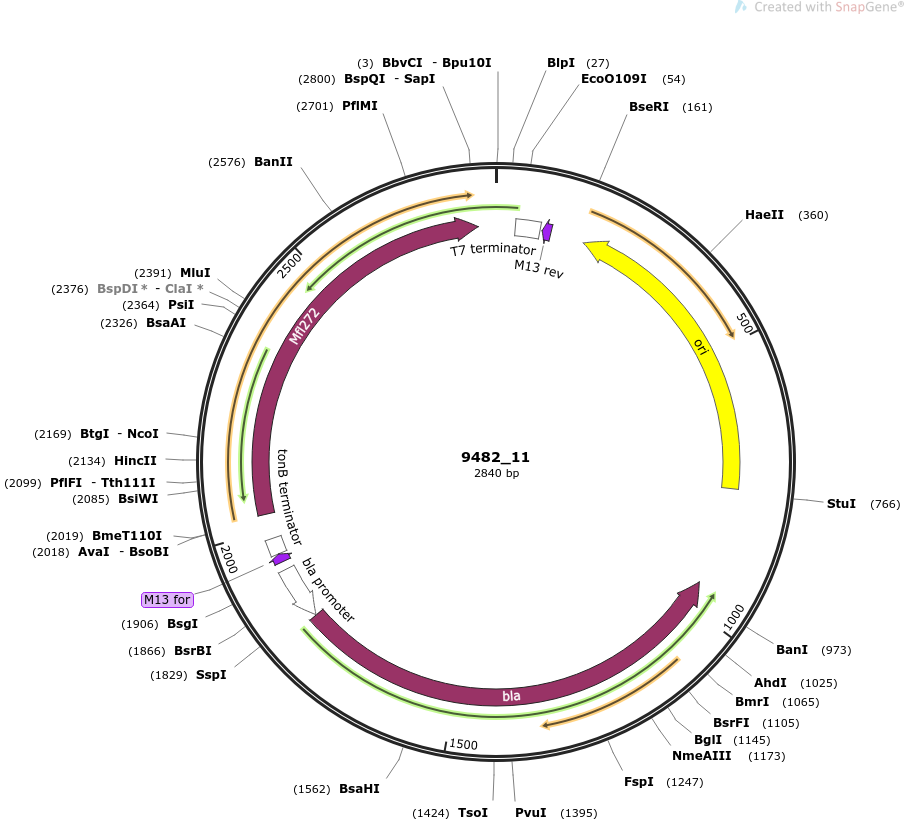 Created with SnapGene®
(3) BbvCI - Bpu10I
BlpI (27)
(2800) BspQI - SapI
EcoO109I (54)
(2701) PflMI
BseRI (161)
(2576) BanII
HaeII (360)
T7 terminator
M13 rev
2500
(2391) MluI
(2376) BspDI * - ClaI *
(2364) PsiI
(2326) BsaAI
500
Mfl272
ori
(2169) BtgI - NcoI
(2134) HincII
9482_11
2840 bp
(2099) PflFI - Tth111I
(2085) BsiWI
StuI (766)
tonB terminator
(2019) BmeT110I
(2018) AvaI - BsoBI
2000
bla promoter
M13 for
(1906) BsgI
1000
(1866) BsrBI
BanI (973)
(1829) SspI
AhdI (1025)
bla
BmrI (1065)
BsrFI (1105)
1500
BglI (1145)
NmeAIII (1173)
(1562) BsaHI
FspI (1247)
(1424) TsoI
PvuI (1395)